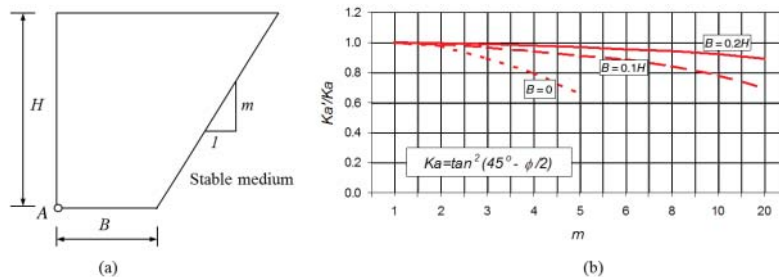 H
m
1
Stable medium
A
B
(a)
Ka'/Ka
1.2
1.0
0.8
0.6
0.4
0.2
0.0
B = 0.2H
B = 0.1H
B = 0
Ka=tan² (45° - ϕ/2)
1 2 3 4 5 6 8 10 20
m
(b)